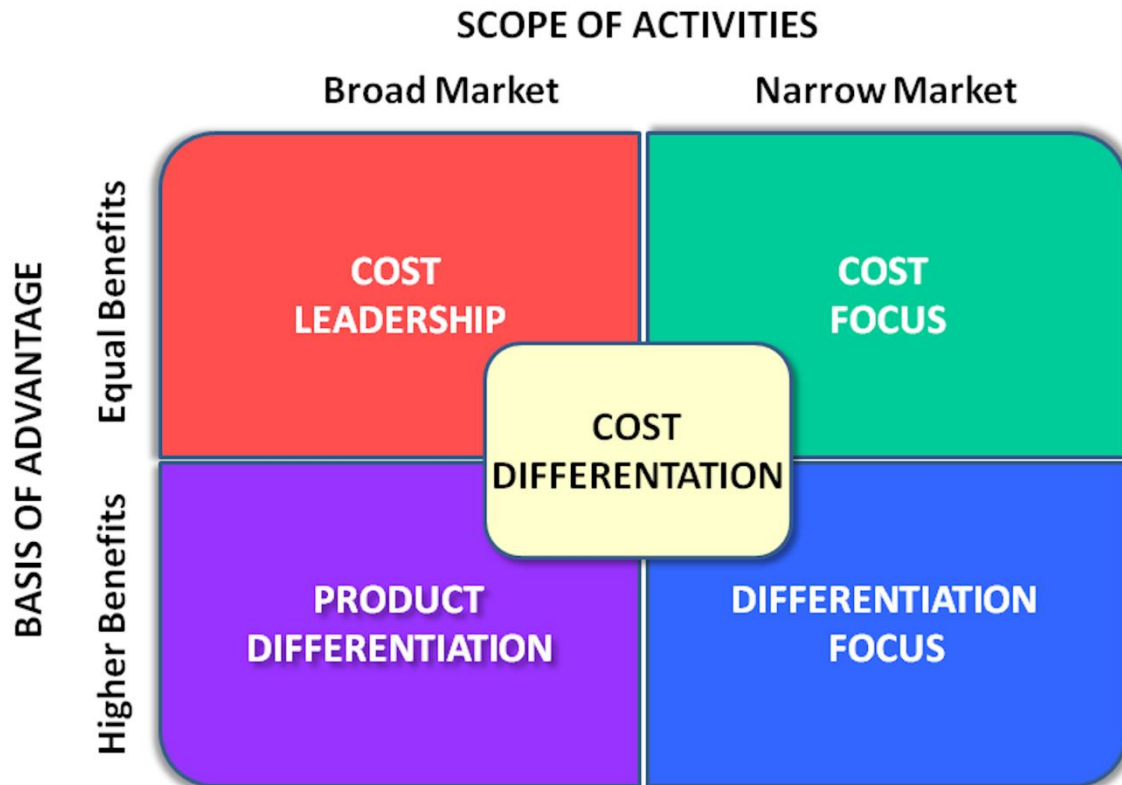 SCOPE OF ACTIVITIES
Broad Market
Narrow Market
BASIS OF ADVANTAGE
Equal Benefits
Higher Benefits
COST
LEADERSHIP
COST
FOCUS
COST
DIFFERENTATION
PRODUCT
DIFFERENTIATION
DIFFERENTIATION
FOCUS